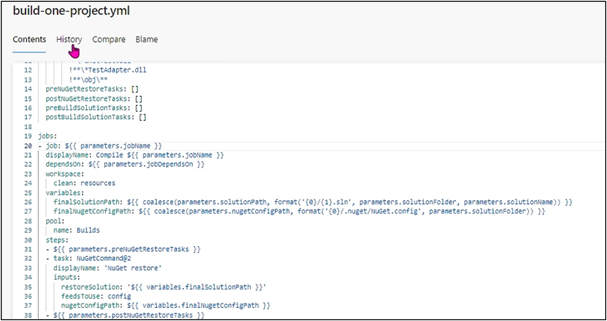 build-one-project.yml
Contents History Compare Blame
12 !**\*TestAdapter.dll
13 !**\obj\**
14 preNuGetRestoreTasks: []
15 postNuGetRestoreTasks: []
16 preBuildSolutionTasks: []
17 postBuildSolutionTasks: []
18
19 jobs:
20 - job: ${{ parameters.jobName }}
21 displayName: Compile ${{ parameters.jobName }}
22 dependsOn: ${{ parameters.jobDependsOn }}
23 workspace:
24 clean: resources
25 variables:
26 finalSolutionPath: ${{ coalesce(parameters.solutionPath, format('{0}/{1}.sln', parameters.solutionFolder, parameters.solutionName)) }}
27 finalNugetConfigPath: ${{ coalesce(parameters.nugetConfigPath, format('{0}/.nuget/NuGet.config', parameters.solutionFolder)) }}
28 pool:
29 name: Builds
30 steps:
31 - ${{ parameters.preNuGetRestoreTasks }}
32 - task: NuGetCommand@2
33 displayName: 'NuGet restore'
34 inputs:
35 restoreSolution: '${{ variables.finalSolutionPath }}'
36 feedsToUse: config
37 nugetConfigPath: ${{ variables.finalNugetConfigPath }}
38 - ${{ parameters.postNuGetRestoreTasks }}